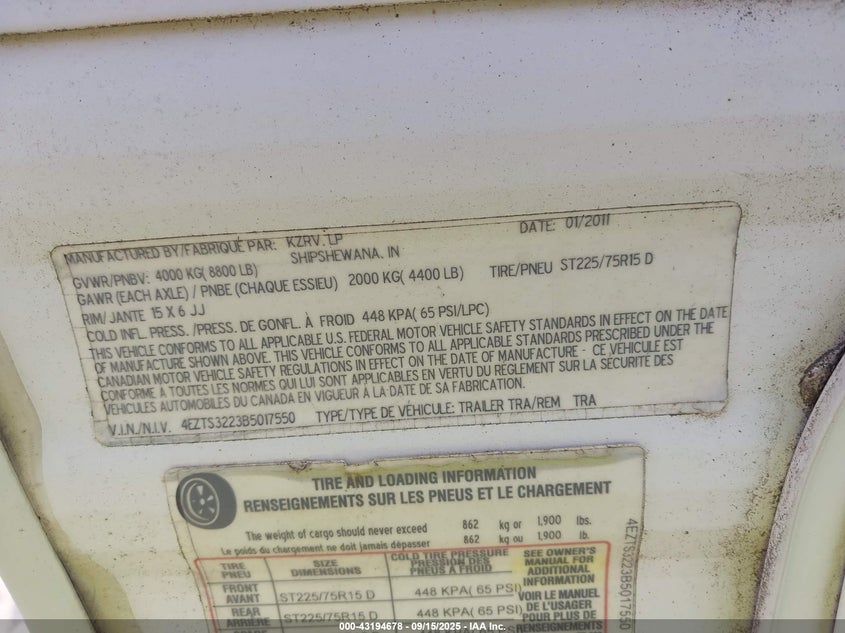 MANUFACTURED BY/FABRIQUÉ PAR: KZRV, LP DATE: 01/2011
SHIPSHEWANA, IN
GVWR/PNBV: 4000 KG( 8800 LB)
GAWR (EACH AXLE) / PNBE (CHAQUE ESSIEU) 2000 KG( 4400 LB) TIRE/PNEU ST225/75R15 D
RIM/ JANTE 15 X 6 JJ
COLD INFL. PRESS. /PRESS. DE GONFL. À FROID 448 KPA( 65 PSI/LPC)
THIS VEHICLE CONFORMS TO ALL APPLICABLE U.S. FEDERAL MOTOR VEHICLE SAFETY STANDARDS IN EFFECT ON THE DATE
OF MANUFACTURE SHOWN ABOVE. THIS VEHICLE CONFORMS TO ALL APPLICABLE STANDARDS PRESCRIBED UNDER THE
CANADIAN MOTOR VEHICLE SAFETY REGULATIONS IN EFFECT ON THE DATE OF MANUFACTURE - CE VÉHICULE EST
CONFORME À TOUTES LES NORMES QUI LUI SONT APPLICABLES EN VERTU DU REGLEMENT SUR LA SÉCURITÉ DES
VÉHICULES AUTOMOBILES DU CANADA EN VIGUEUR À LA DATE DE SA FABRICATION.
V.I.N./N.I.V. 4EZTS3223B5017550 TYPE/TYPE DE VÉHICULE: TRAILER TRA/REM TRA
TIRE AND LOADING INFORMATION
RENSEIGNEMENTS SUR LES PNEUS ET LE CHARGEMENT
The weight of cargo should never exceed 862 kg or 1,900 lbs.
Le poids du chargement ne doit jamais dépasser 862 kg ou 1,900 lb.
TIRE
PNEU
SIZE
DIMENSIONS
COLD TIRE PRESSURE
PRESSION DES
PNEUS À FROID
SEE OWNER'S
MANUAL FOR
ADDITIONAL
INFORMATION
VOIR LE MANUEL
DE L'USAGER
POUR PLUS DE
RENSEIGNEMENTS
FRONT
AVANT
ST225/75R15 D
448 KPA( 65 PSI)
REAR
ARRIÈRE
ST225/75R15 D
448 KPA( 65 PSI)
4EZTS3223B5017550
000-43194678 - 09/15/2025 - IAA Inc.